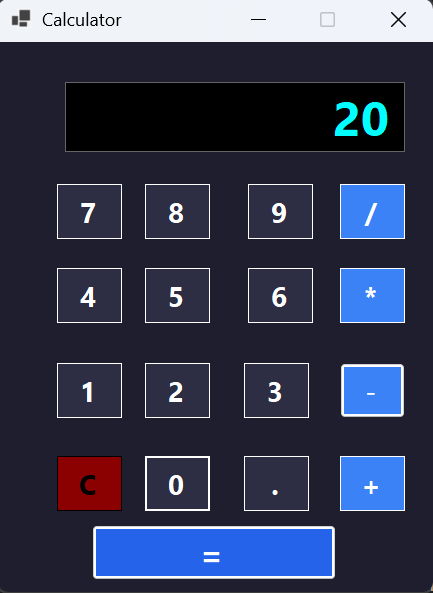 Calculator
20
7 8 9 /
4 5 6 *
1 2 3 -
C 0 . +
=